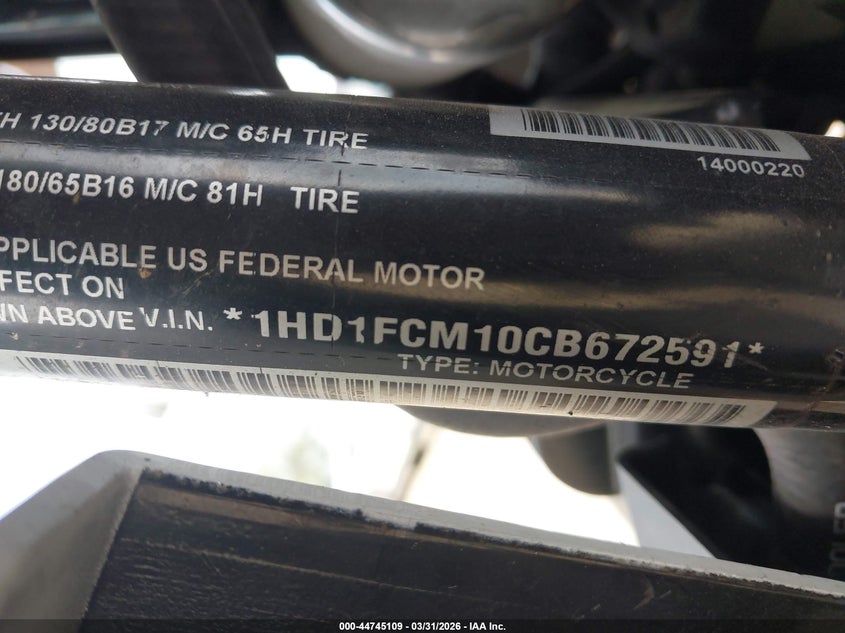 H 130/80B17 M/C 65H TIRE
14000220
180/65B16 M/C 81H TIRE
PPLICABLE US FEDERAL MOTOR
FECT ON
WN ABOVE V.I.N. *1HD1FCM10CB672591*
TYPE: MOTORCYCLE
000-44745109 - 03/31/2026 - IAA Inc.